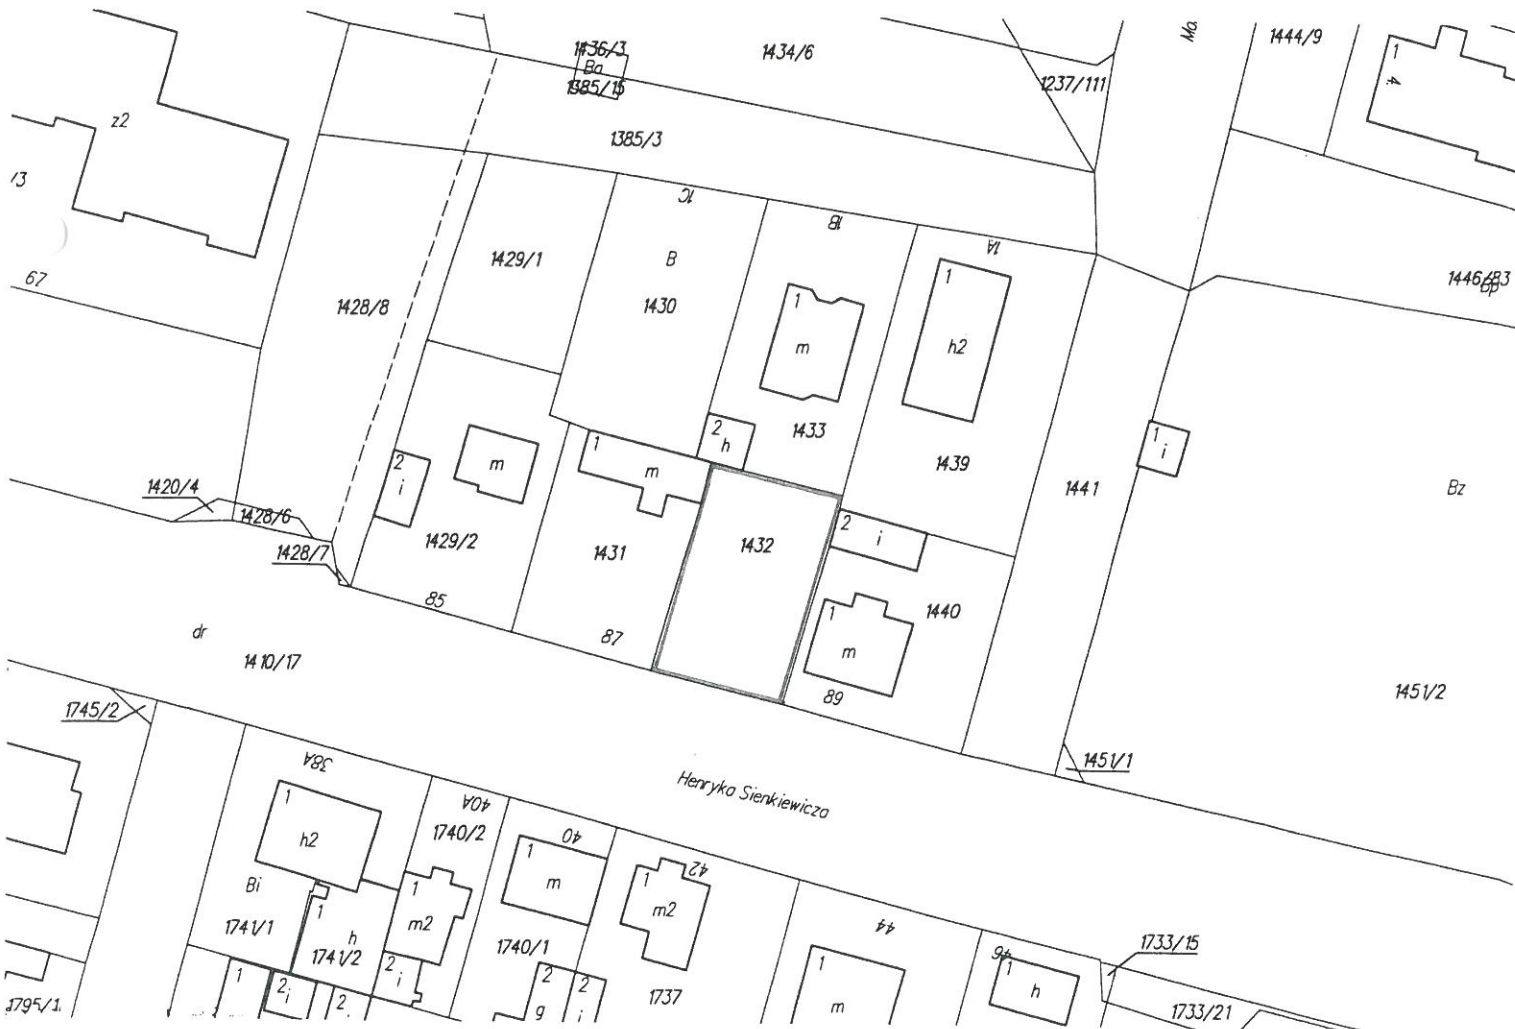 Ma
1436/3
Ba
1385/15
1434/6
1237/111
1444/9
1
4
z2
/3
1385/3
1C
1B
1A
67
1429/1
B
1430
1428/8
1
m
1
h2
1446/83
Bp
1433
2
h
1439
1
i
1441
Bz
m
2
i
1
m
1420/4
1428/6
1428/7
1429/2
1431
1432
2
i
1440
1
m
85
87
89
dr
1410/17
1451/2
1745/2
1451/1
Henryka Sienkiewicza
38A
40A
1740/2
1
h2
40
1
m
42
1
m2
Bi
1741/1
1
h
1741/2
1
m2
1740/1
44
46
1733/15
1
2
i
2
2
i
2
g
2
i
1737
1
m
1
h
1733/21
1795/1